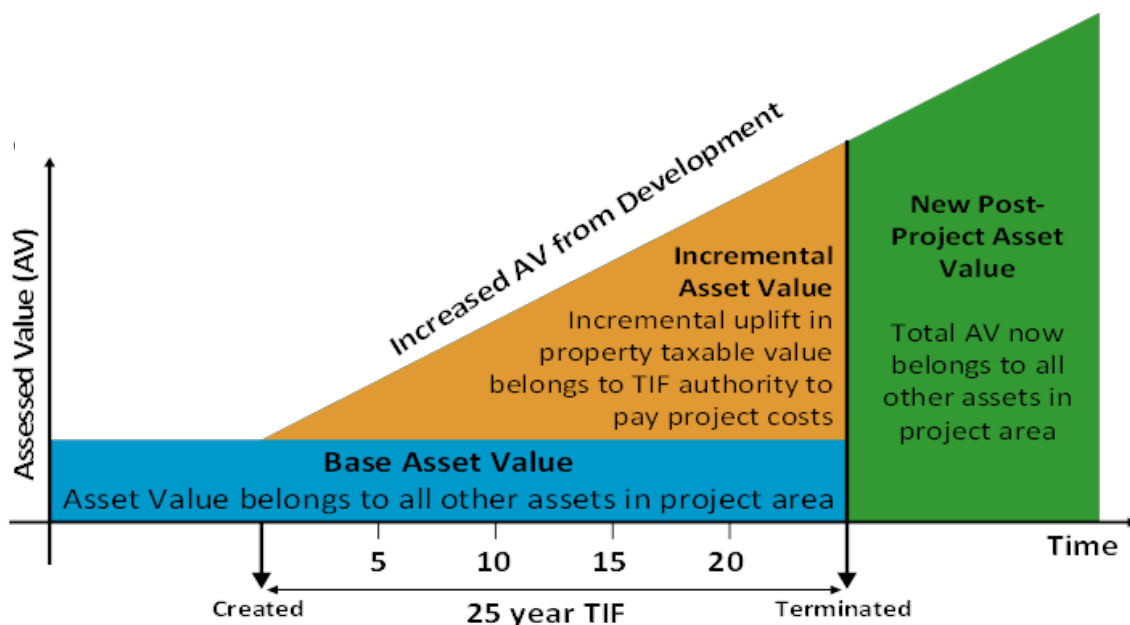 Assessed Value (AV)
Increased AV from Development
Incremental
Asset Value
Incremental uplift in
property taxable value
belongs to TIF authority to
pay project costs
New Post-
Project Asset
Value
Total AV now
belongs to all
other assets in
project area
Base Asset Value
Asset Value belongs to all other assets in project area
5
10
15
20
Time
Created
25 year TIF
Terminated